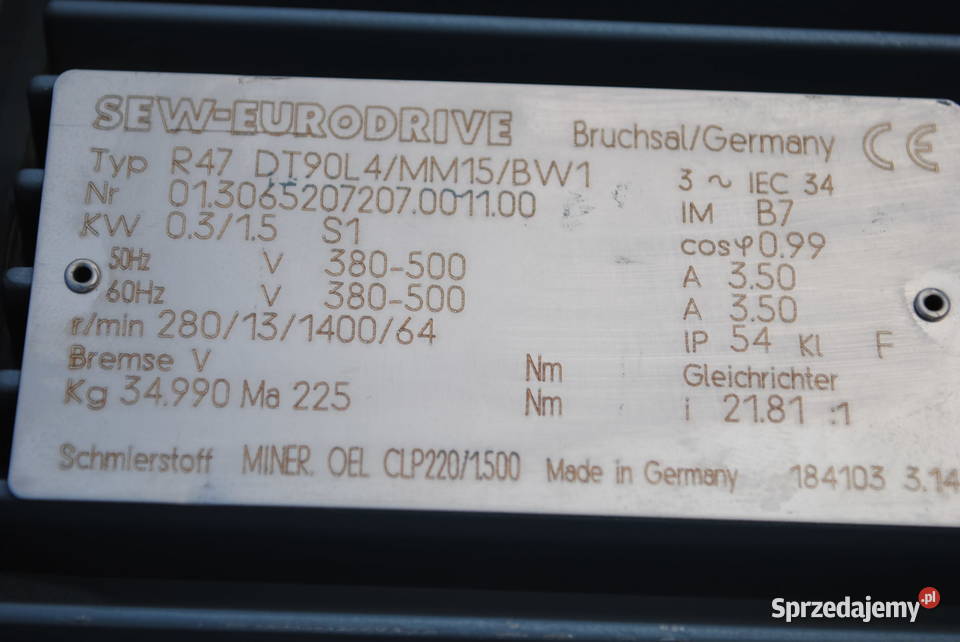 SEW-EURODRIVE Bruchsal/Germany CE
Typ R47 DT90L4/MM15/BW1 3 ~ IEC 34
Nr 01.3065207207.0011.00 IM B7
KW 0.3/1.5 S1 cosφ 0.99
50Hz V 380-500 A 3.50
60Hz V 380-500 A 3.50
r/min 280/13/1400/64 IP 54 Kl F
Bremse V Nm Gleichrichter
Kg 34.990 Ma 225 Nm i 21.81 :1
Schmierstoff MINER. OEL CLP220/1.500 Made in Germany 184103 3.14
Sprzedajemy.pl